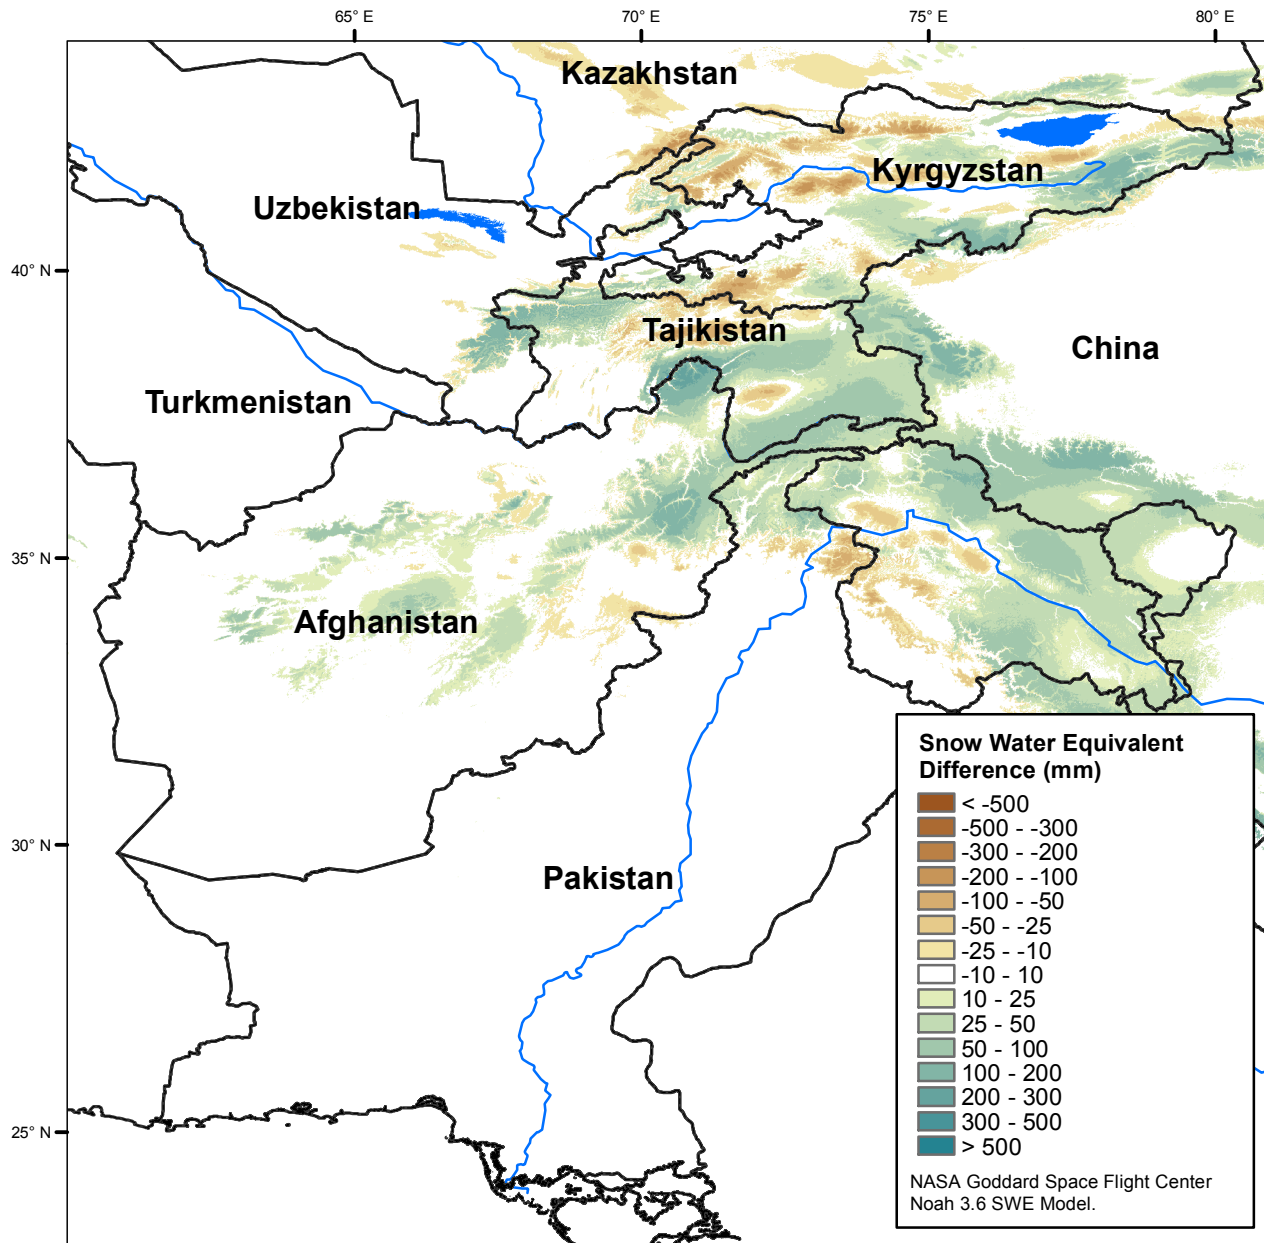 65° E
70° E
75° E
80° E
Kazakhstan
Kyrgyzstan
Uzbekistan
40° N
Tajikistan
China
Turkmenistan
35° N
Afghanistan
Snow Water Equivalent
Difference (mm)
< -500
-500 - -300
-300 - -200
-200 - -100
-100 - -50
-50 - -25
-25 - -10
-10 - 10
10 - 25
25 - 50
50 - 100
100 - 200
200 - 300
300 - 500
> 500
30° N
Pakistan
25° N
NASA Goddard Space Flight Center
Noah 3.6 SWE Model.